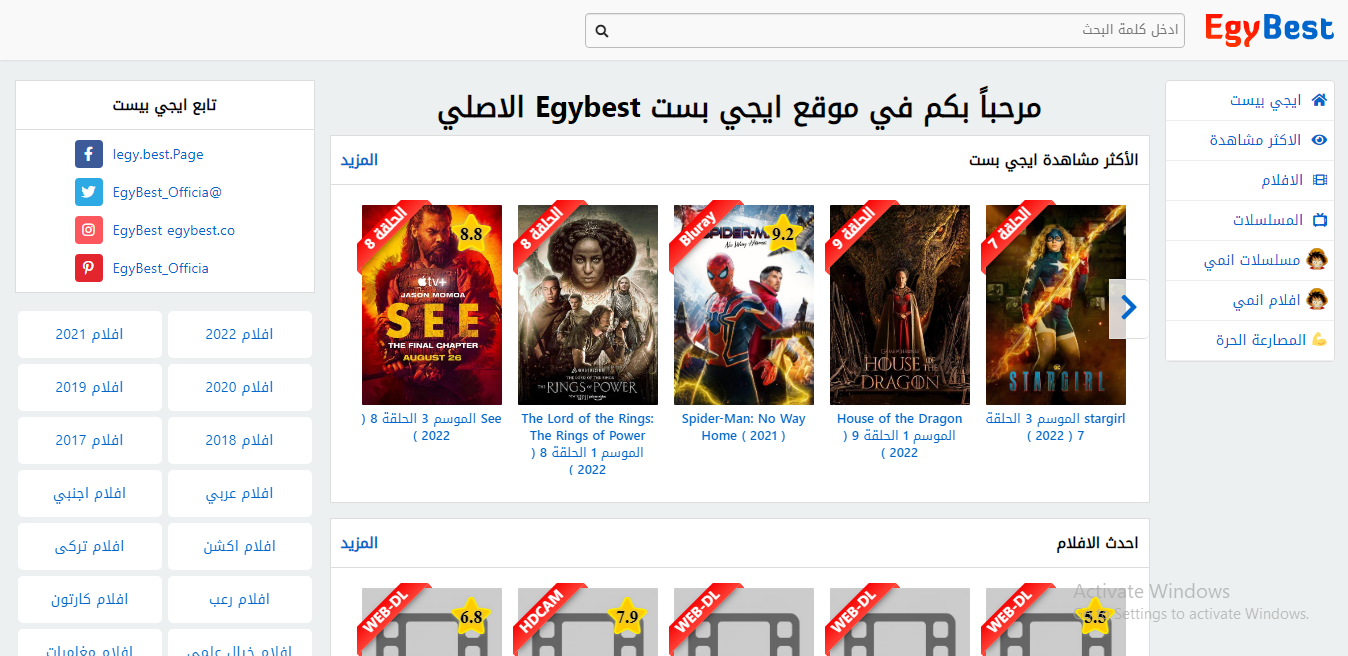 EgyBest
ادخل كلمة البحث
ايجي بيست
الاكثر مشاهدة
الافلام
المسلسلات
مسلسلات انمي
افلام انمي
المصارعة الحرة
مرحباً بكم في موقع ايجي بست Egybest الاصلي
الأكثر مشاهدة ايجي بست
المزيد
الحلقة 7
STARGIRL
stargirl الموسم 3 الحلقة
7 ( 2022 )
الحلقة 9
HOUSE OF THE
DRAGON
House of the Dragon
الموسم 1 الحلقة 9 (
2022 )
Bluray
9.2
No Way Home
Spider-Man: No Way
Home ( 2021 )
الحلقة 8
THE LORD OF THE RINGS
THE RINGS OF POWER
The Lord of the Rings:
The Rings of Power
الموسم 1 الحلقة 8 (
2022 )
الحلقة 8
8.8
tv+
JASON MOMOA
SEE
THE FINAL CHAPTER
AUGUST 26
See الموسم 3 الحلقة 8 (
2022 )
احدث الافلام
المزيد
WEB-DL
5.5
WEB-DL
WEB-DL
HDCAM
7.9
WEB-DL
6.8
تابع ايجي بيست
legy.best.Page
EgyBest_Officia@
EgyBest egybest.co
EgyBest_Officia
افلام 2022
افلام 2021
افلام 2020
افلام 2019
افلام 2018
افلام 2017
افلام عربي
افلام اجنبي
افلام اكشن
افلام تركى
افلام رعب
افلام كارتون
افلام خيال علمي
افلام مغامرات
Activate Windows
Settings to activate Windows.